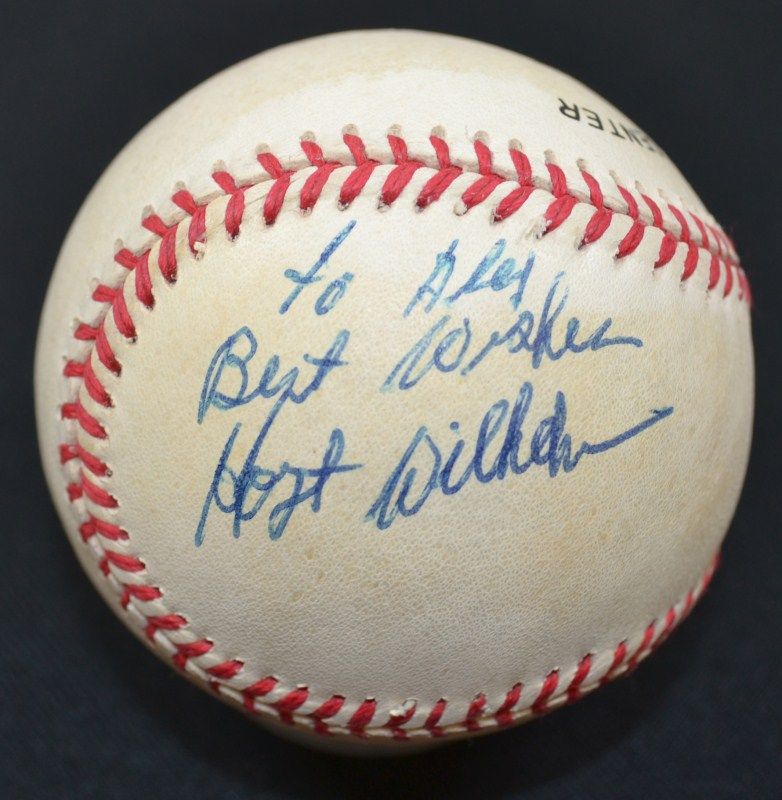 ENTER
To Alex
Best Wishes
Hoyt Wilhelm